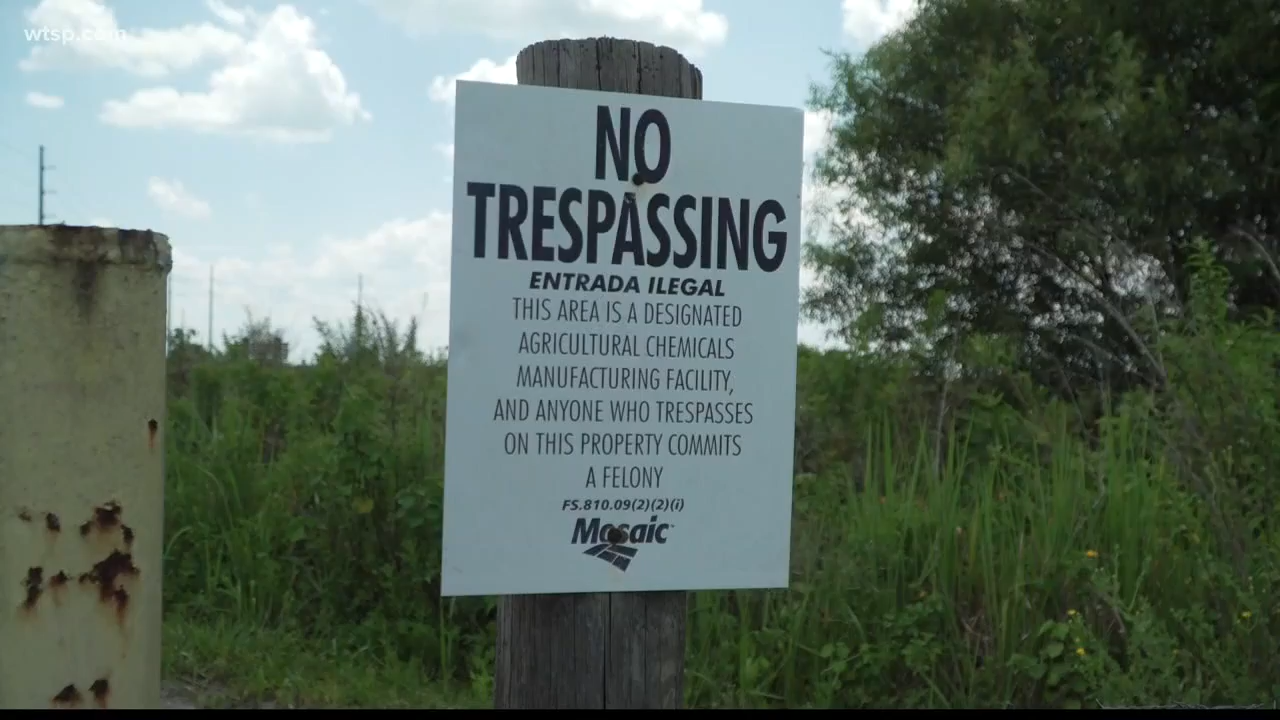 wtsp.com
NO
TRESPASSING
ENTRADA ILEGAL
THIS AREA IS A DESIGNATED
AGRICULTURAL CHEMICALS
MANUFACTURING FACILITY,
AND ANYONE WHO TRESPASSES
ON THIS PROPERTY COMMITS
A FELONY
FS.810.09(2)(2)(i)
Mosaic™